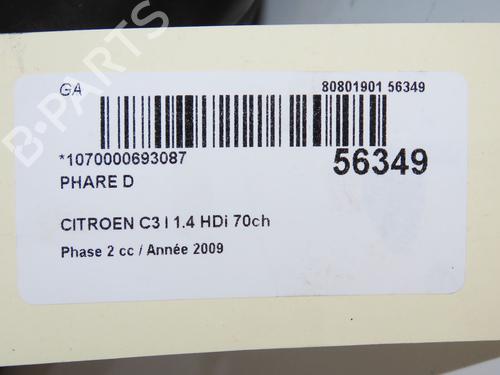 B-PARTS
GA 80801901 56349
*1070000693087 56349
PHARE D
CITROEN C3 I 1.4 HDi 70ch
Phase 2 cc / Année 2009